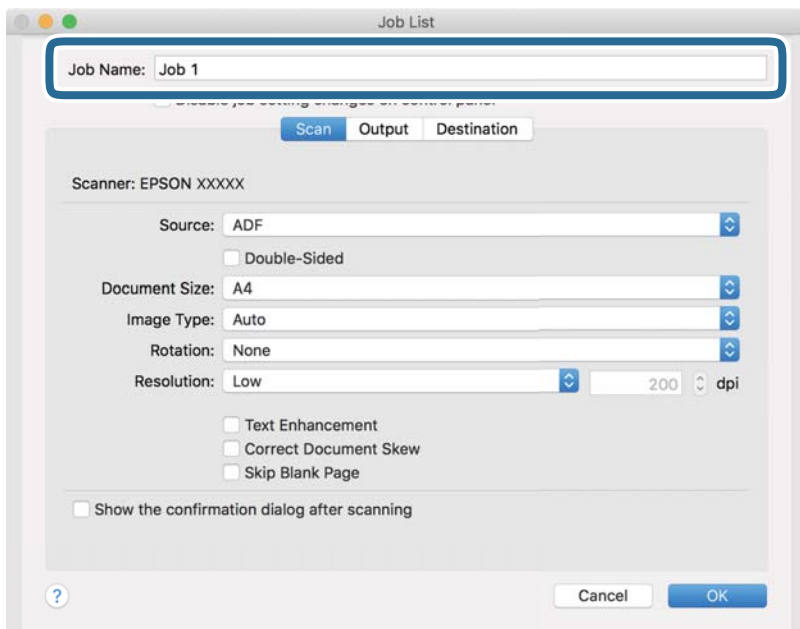 Job List
Job Name: Job 1
Scan Output Destination
Scanner: EPSON XXXXX
Source: ADF
Double-Sided
Document Size: A4
Image Type: Auto
Rotation: None
Resolution: Low 200 dpi
Text Enhancement
Correct Document Skew
Skip Blank Page
Show the confirmation dialog after scanning
? Cancel OK